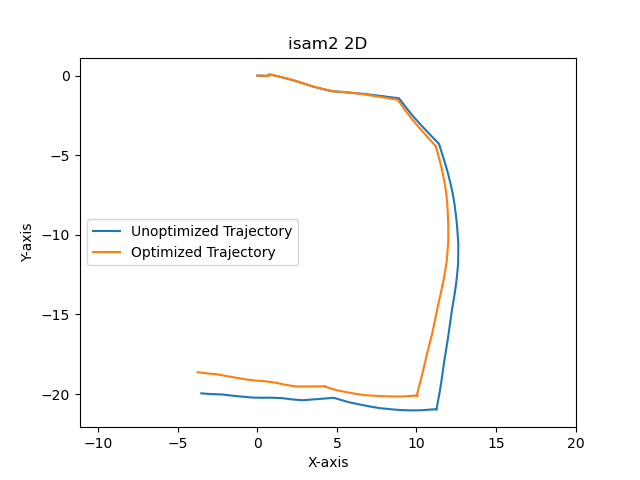 isam2 2D
0
−5
−10
−15
−20
Y-axis
Unoptimized Trajectory
Optimized Trajectory
−10
−5
0
5
10
15
20
X-axis